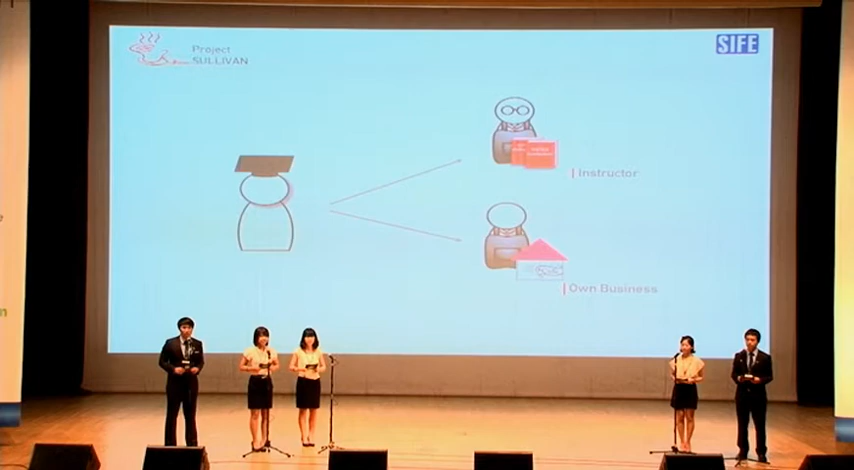 Project
SULLIVAN
SIFE
Instructor
Own Business